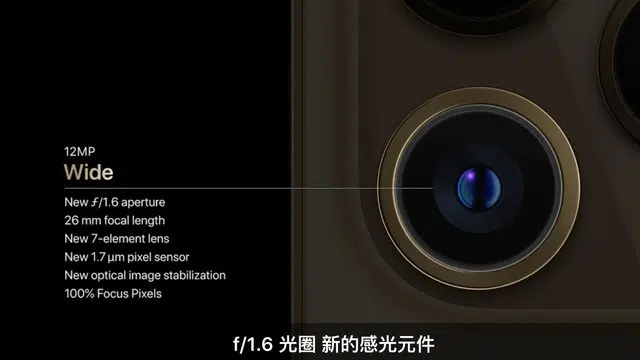 12MP
Wide
New ƒ/1.6 aperture
26 mm focal length
New 7-element lens
New 1.7 µm pixel sensor
New optical image stabilization
100% Focus Pixels
f/1.6 光圈 新的感光元件